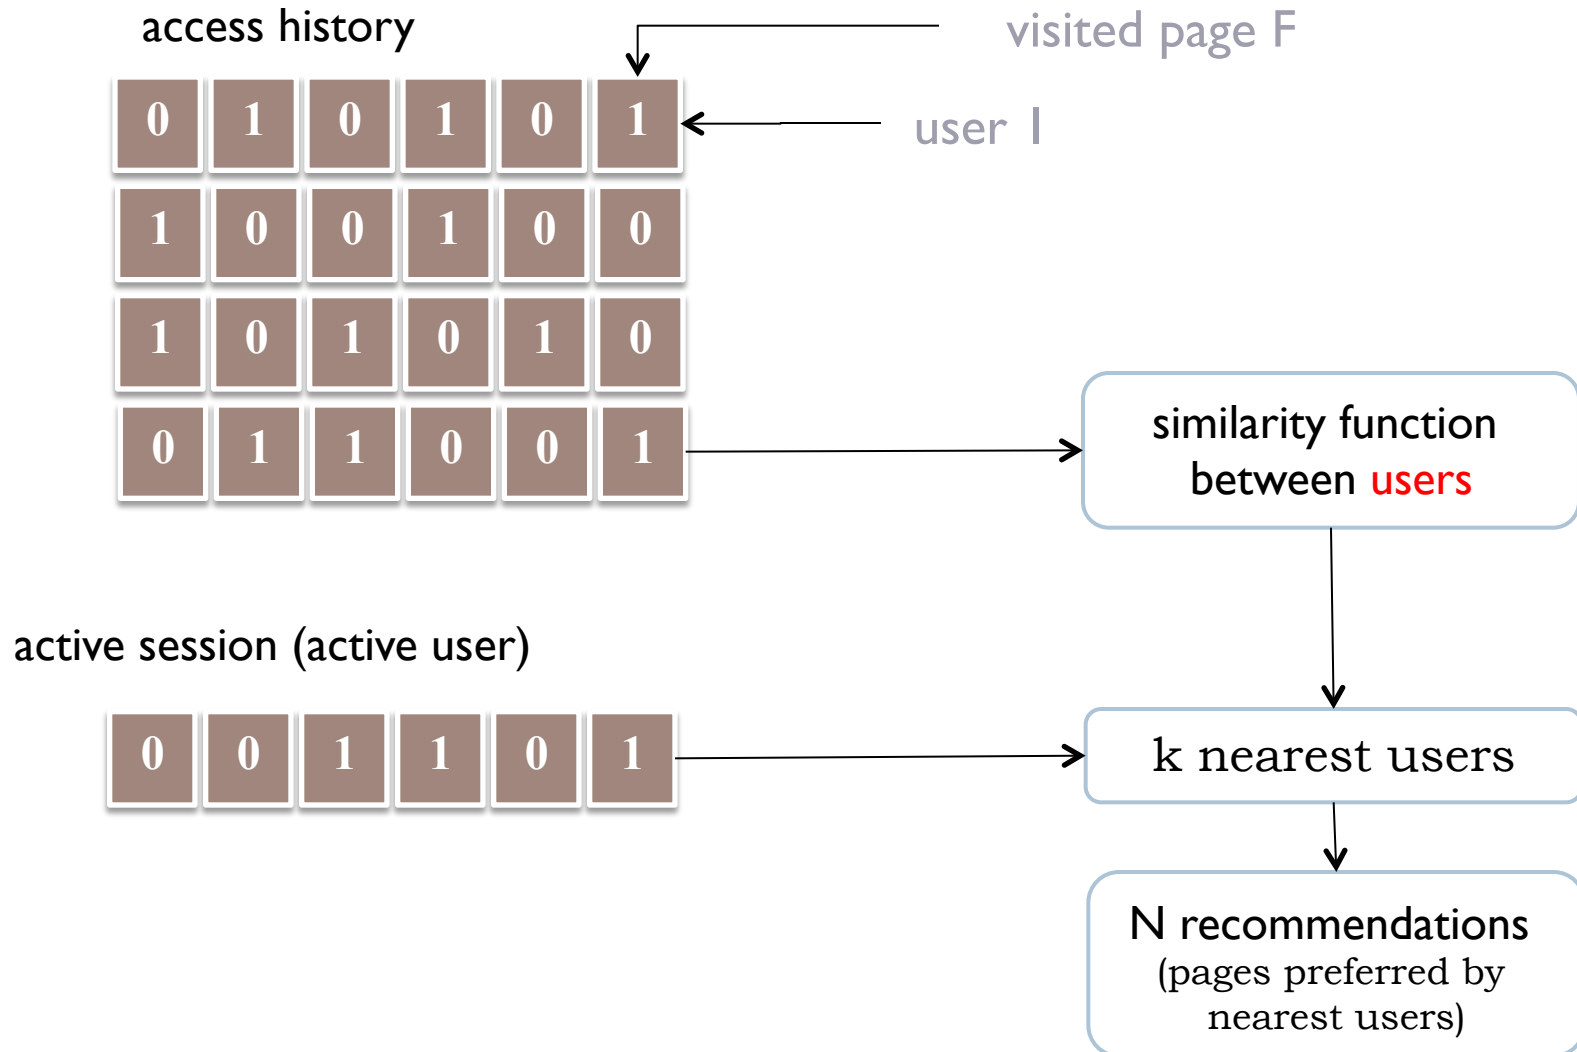 access history
visited page F
0 1 0 1 0 1
user 1
1 0 0 1 0 0
1 0 1 0 1 0
0 1 1 0 0 1
similarity function
between users
active session (active user)
0 0 1 1 0 1
k nearest users
N recommendations
(pages preferred by
nearest users)